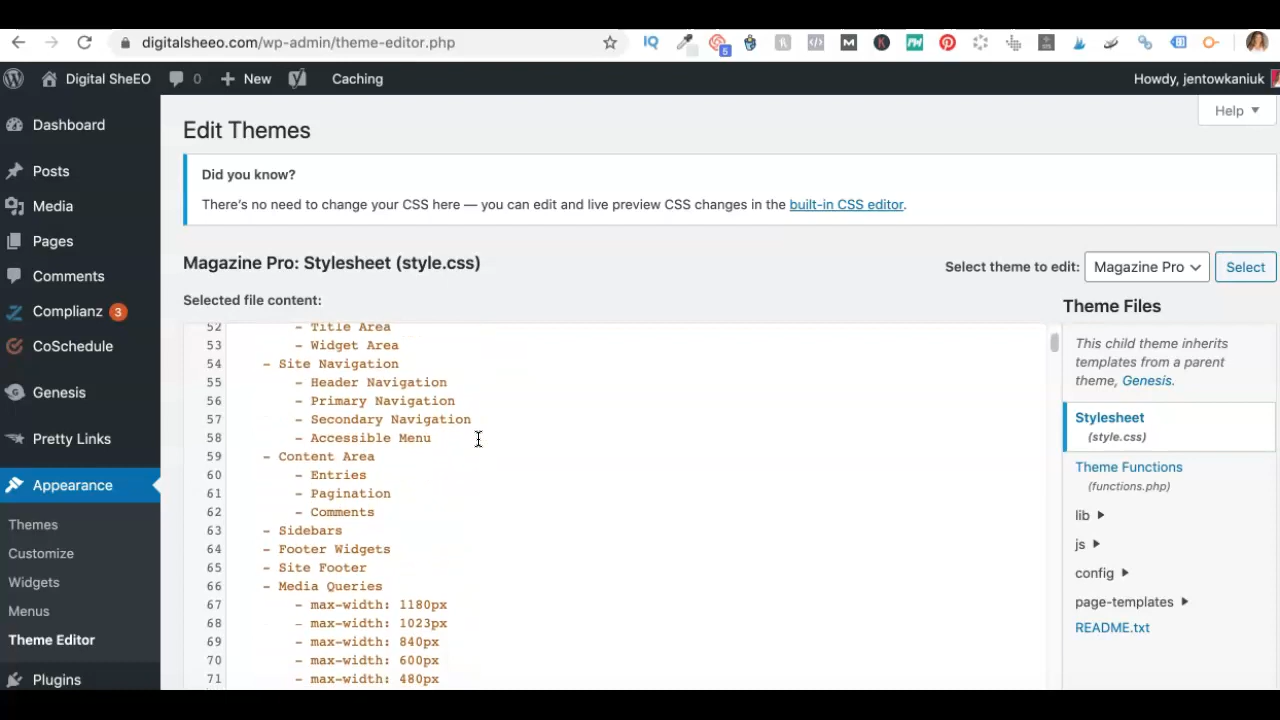 digitalsheeo.com/wp-admin/theme-editor.php
IQ
5
M
K
Digital SheEO
0
New
Caching
Howdy, jentowkaniuk
Help
Dashboard
Posts
Media
Pages
Comments
Complianz 3
CoSchedule
Genesis
Pretty Links
Appearance
Themes
Customize
Widgets
Menus
Theme Editor
Plugins
Edit Themes
Did you know?
There's no need to change your CSS here — you can edit and live preview CSS changes in the built-in CSS editor.
Magazine Pro: Stylesheet (style.css)
Select theme to edit:
Magazine Pro
Select
Selected file content:
52 - Title Area
53 - Widget Area
54 - Site Navigation
55 - Header Navigation
56 - Primary Navigation
57 - Secondary Navigation
58 - Accessible Menu
59 - Content Area
60 - Entries
61 - Pagination
62 - Comments
63 - Sidebars
64 - Footer Widgets
65 - Site Footer
66 - Media Queries
67 - max-width: 1180px
68 - max-width: 1023px
69 - max-width: 840px
70 - max-width: 600px
71 - max-width: 480px
Theme Files
This child theme inherits
templates from a parent
theme, Genesis.
Stylesheet
(style.css)
Theme Functions
(functions.php)
lib
js
config
page-templates
README.txt